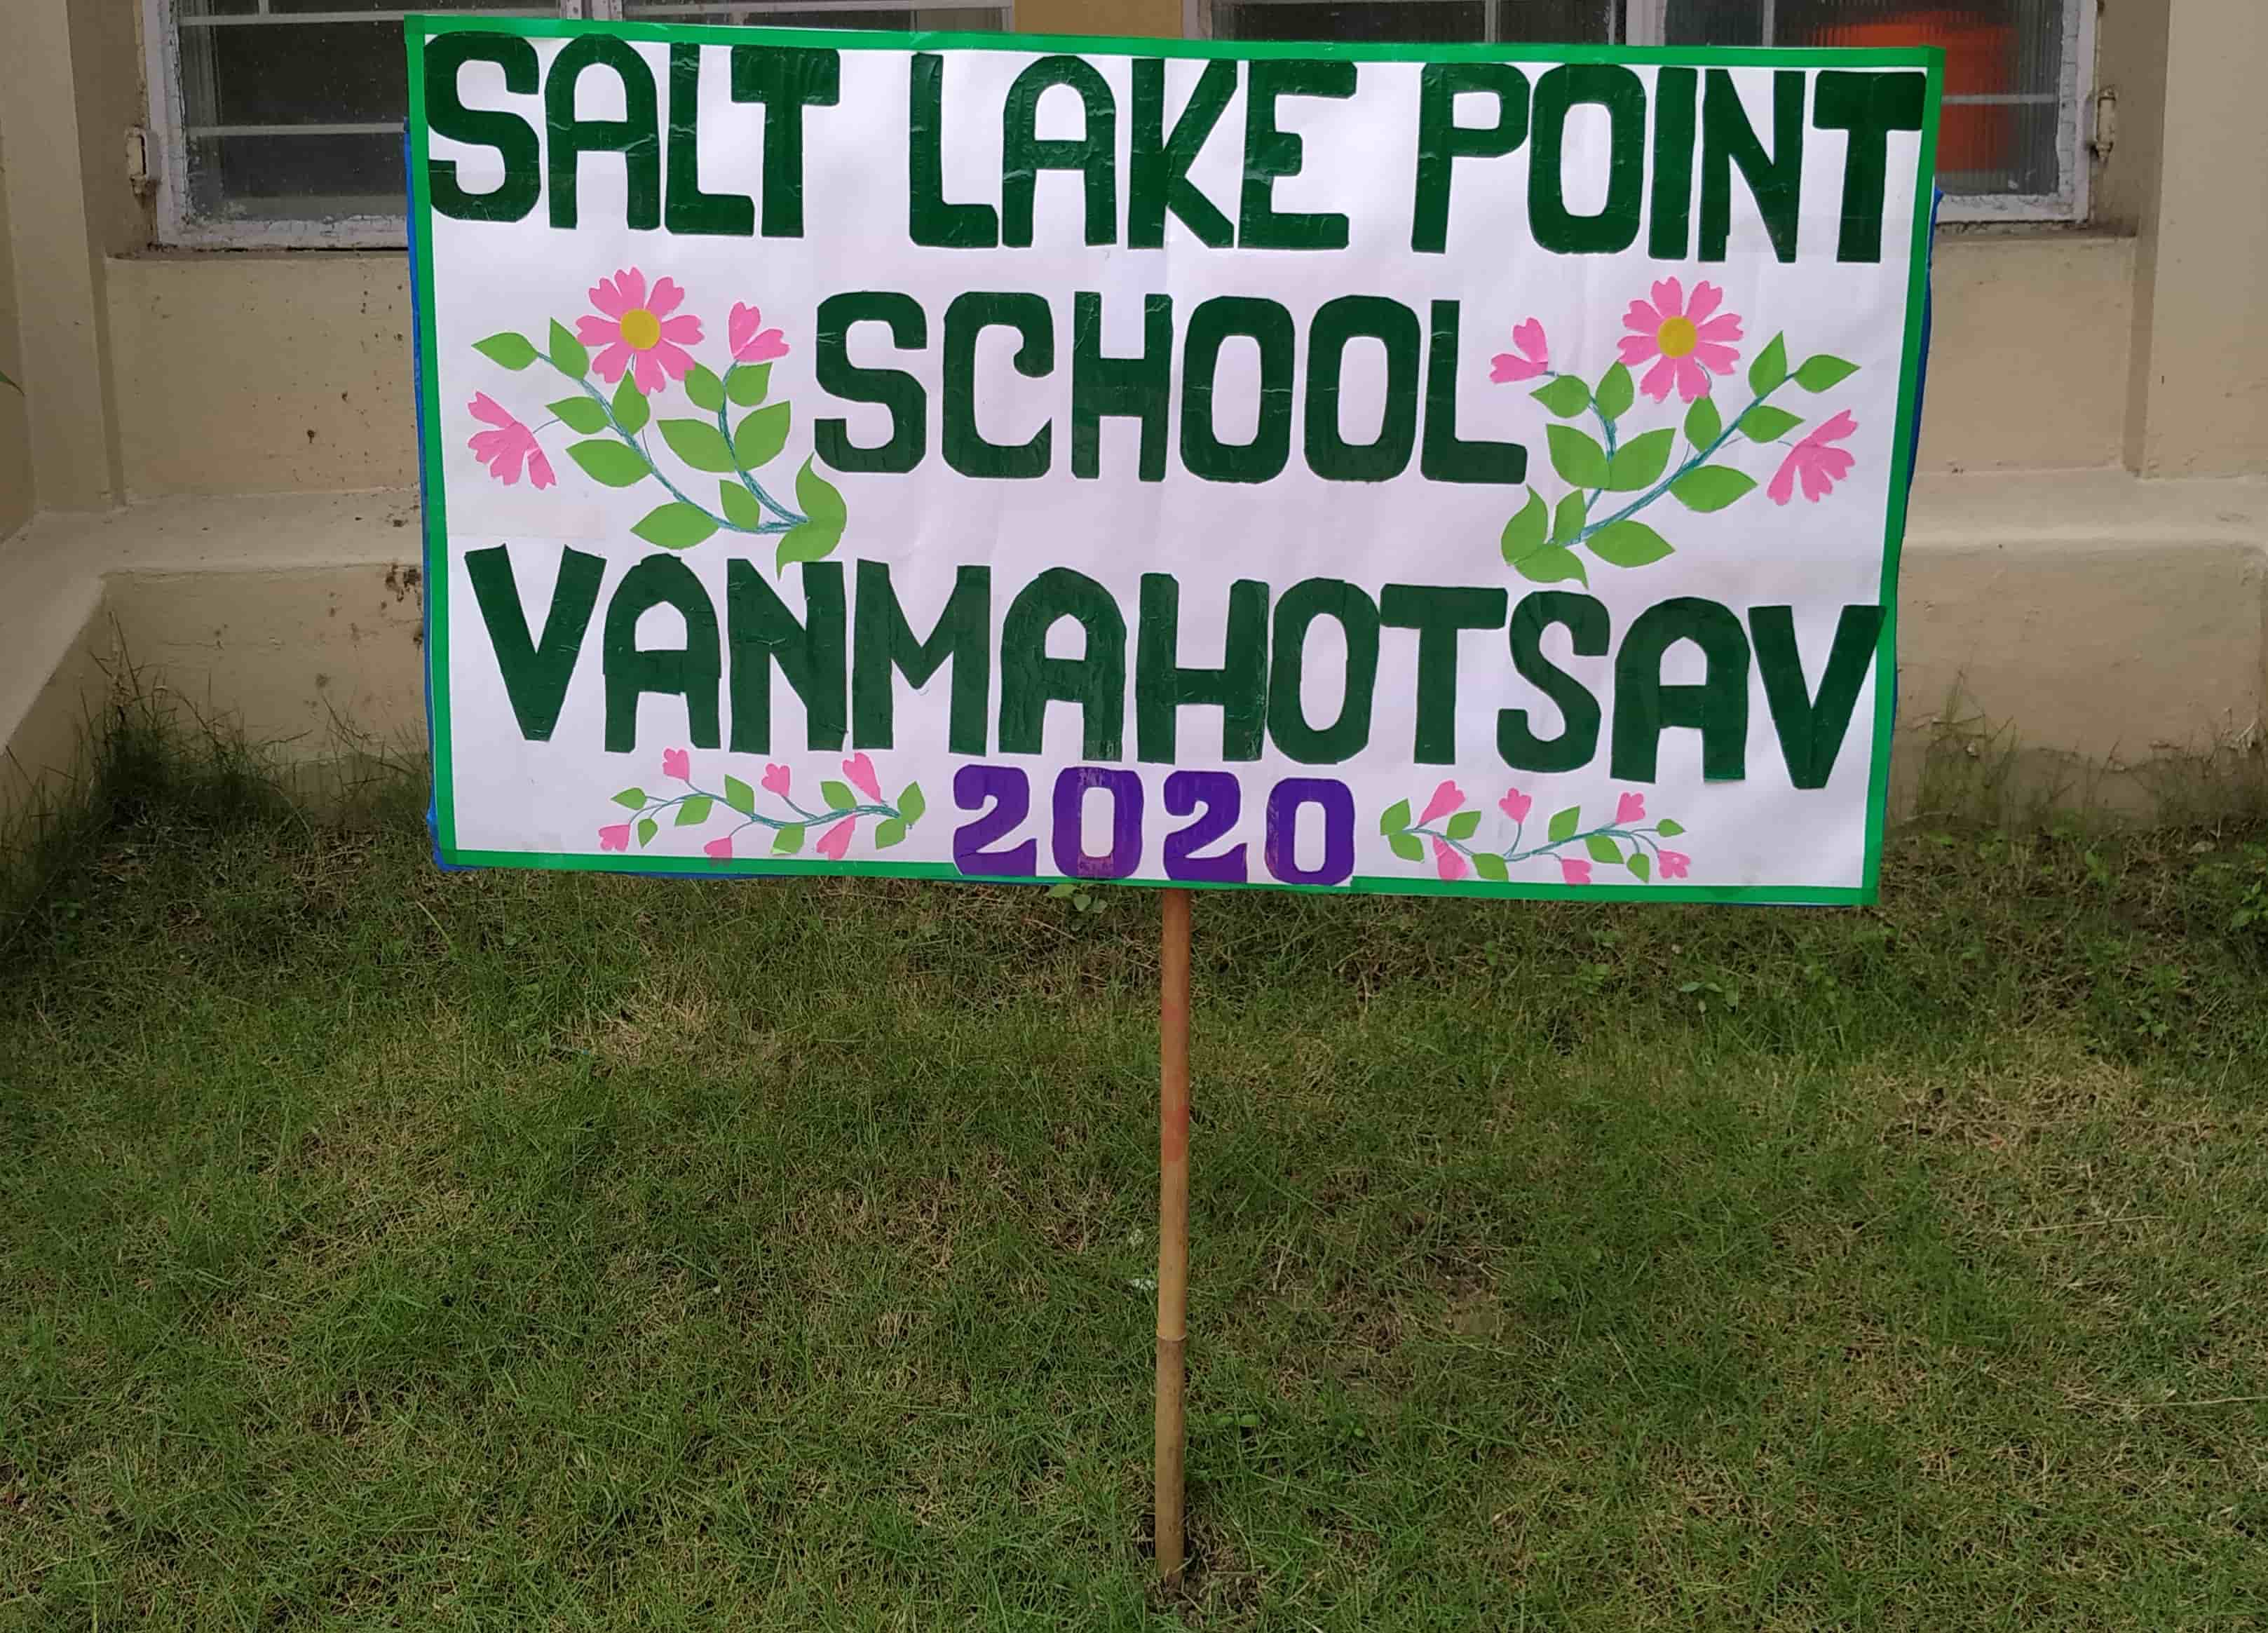 SALT LAKE POINT
SCHOOL
VANMAHOTSAV
2020